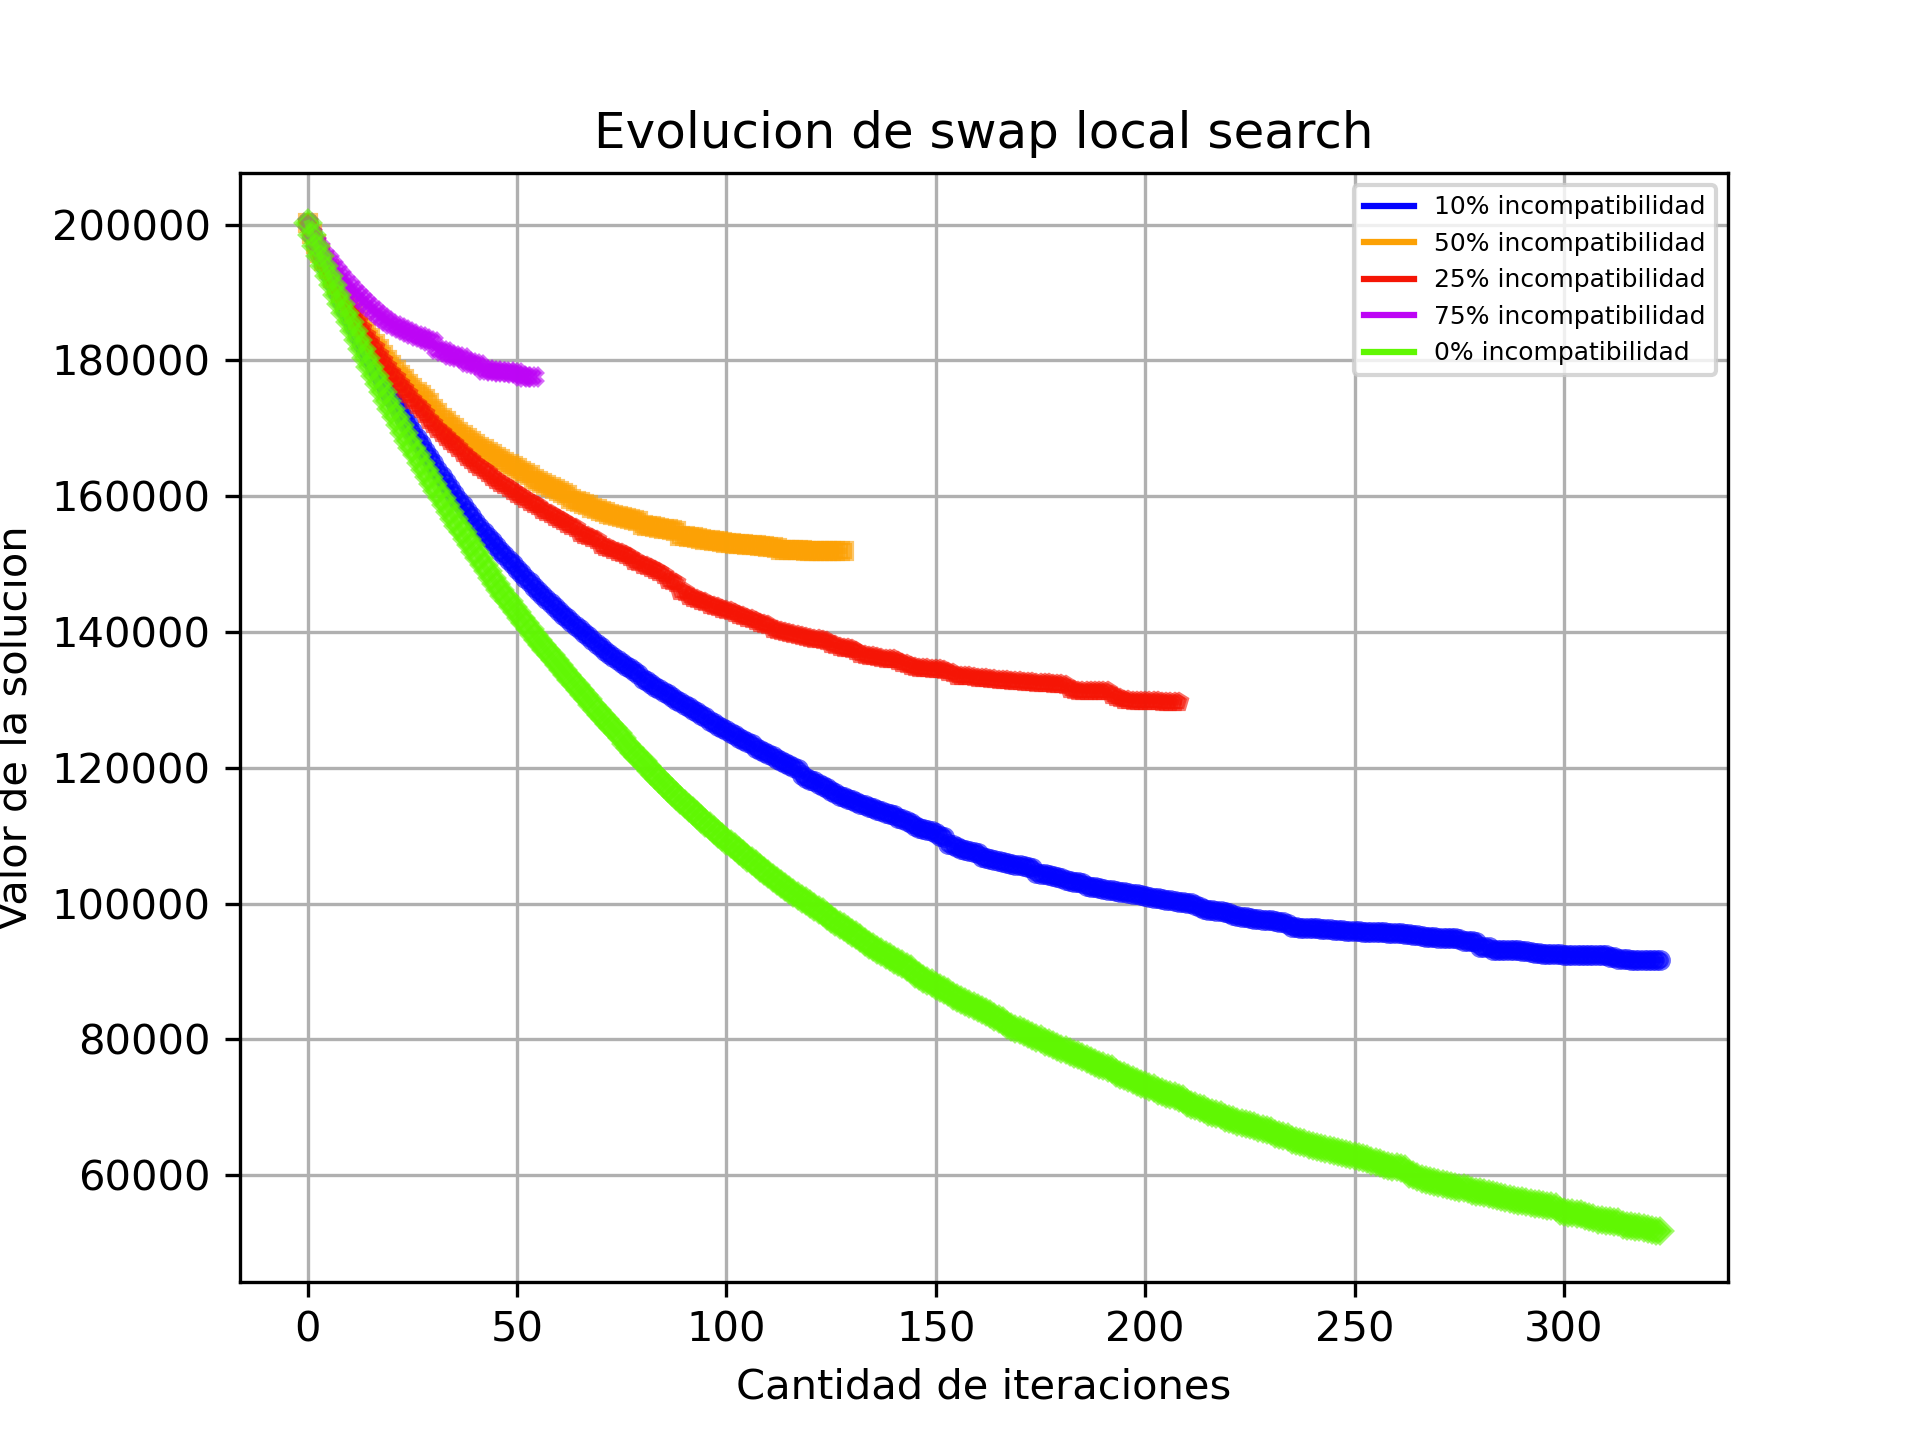 Evolucion de swap local search
10% incompatibilidad
50% incompatibilidad
25% incompatibilidad
75% incompatibilidad
0% incompatibilidad
Valor de la solucion
200000
180000
160000
140000
120000
100000
80000
60000
0 50 100 150 200 250 300
Cantidad de iteraciones